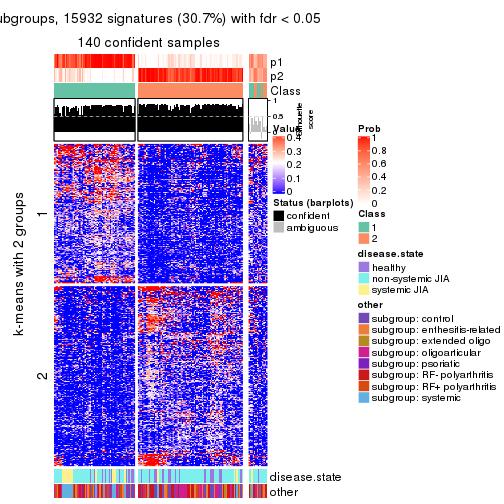 subgroups, 15932 signatures (30.7%) with fdr < 0.05
140 confident samples
p1
p2
Class
1
0.5
0
silhouette
score
k-means with 2 groups
1
2
disease.state
other
Value
0.4
0.3
0.2
0.1
0
Status (barplots)
confident
ambiguous
Prob
1
0.8
0.6
0.4
0.2
0
Class
1
2
disease.state
healthy
non-systemic JIA
systemic JIA
other
subgroup: control
subgroup: enthesitis-related
subgroup: extended oligo
subgroup: oligoarticular
subgroup: psoriatic
subgroup: RF- polyarthritis
subgroup: RF+ polyarthritis
subgroup: systemic